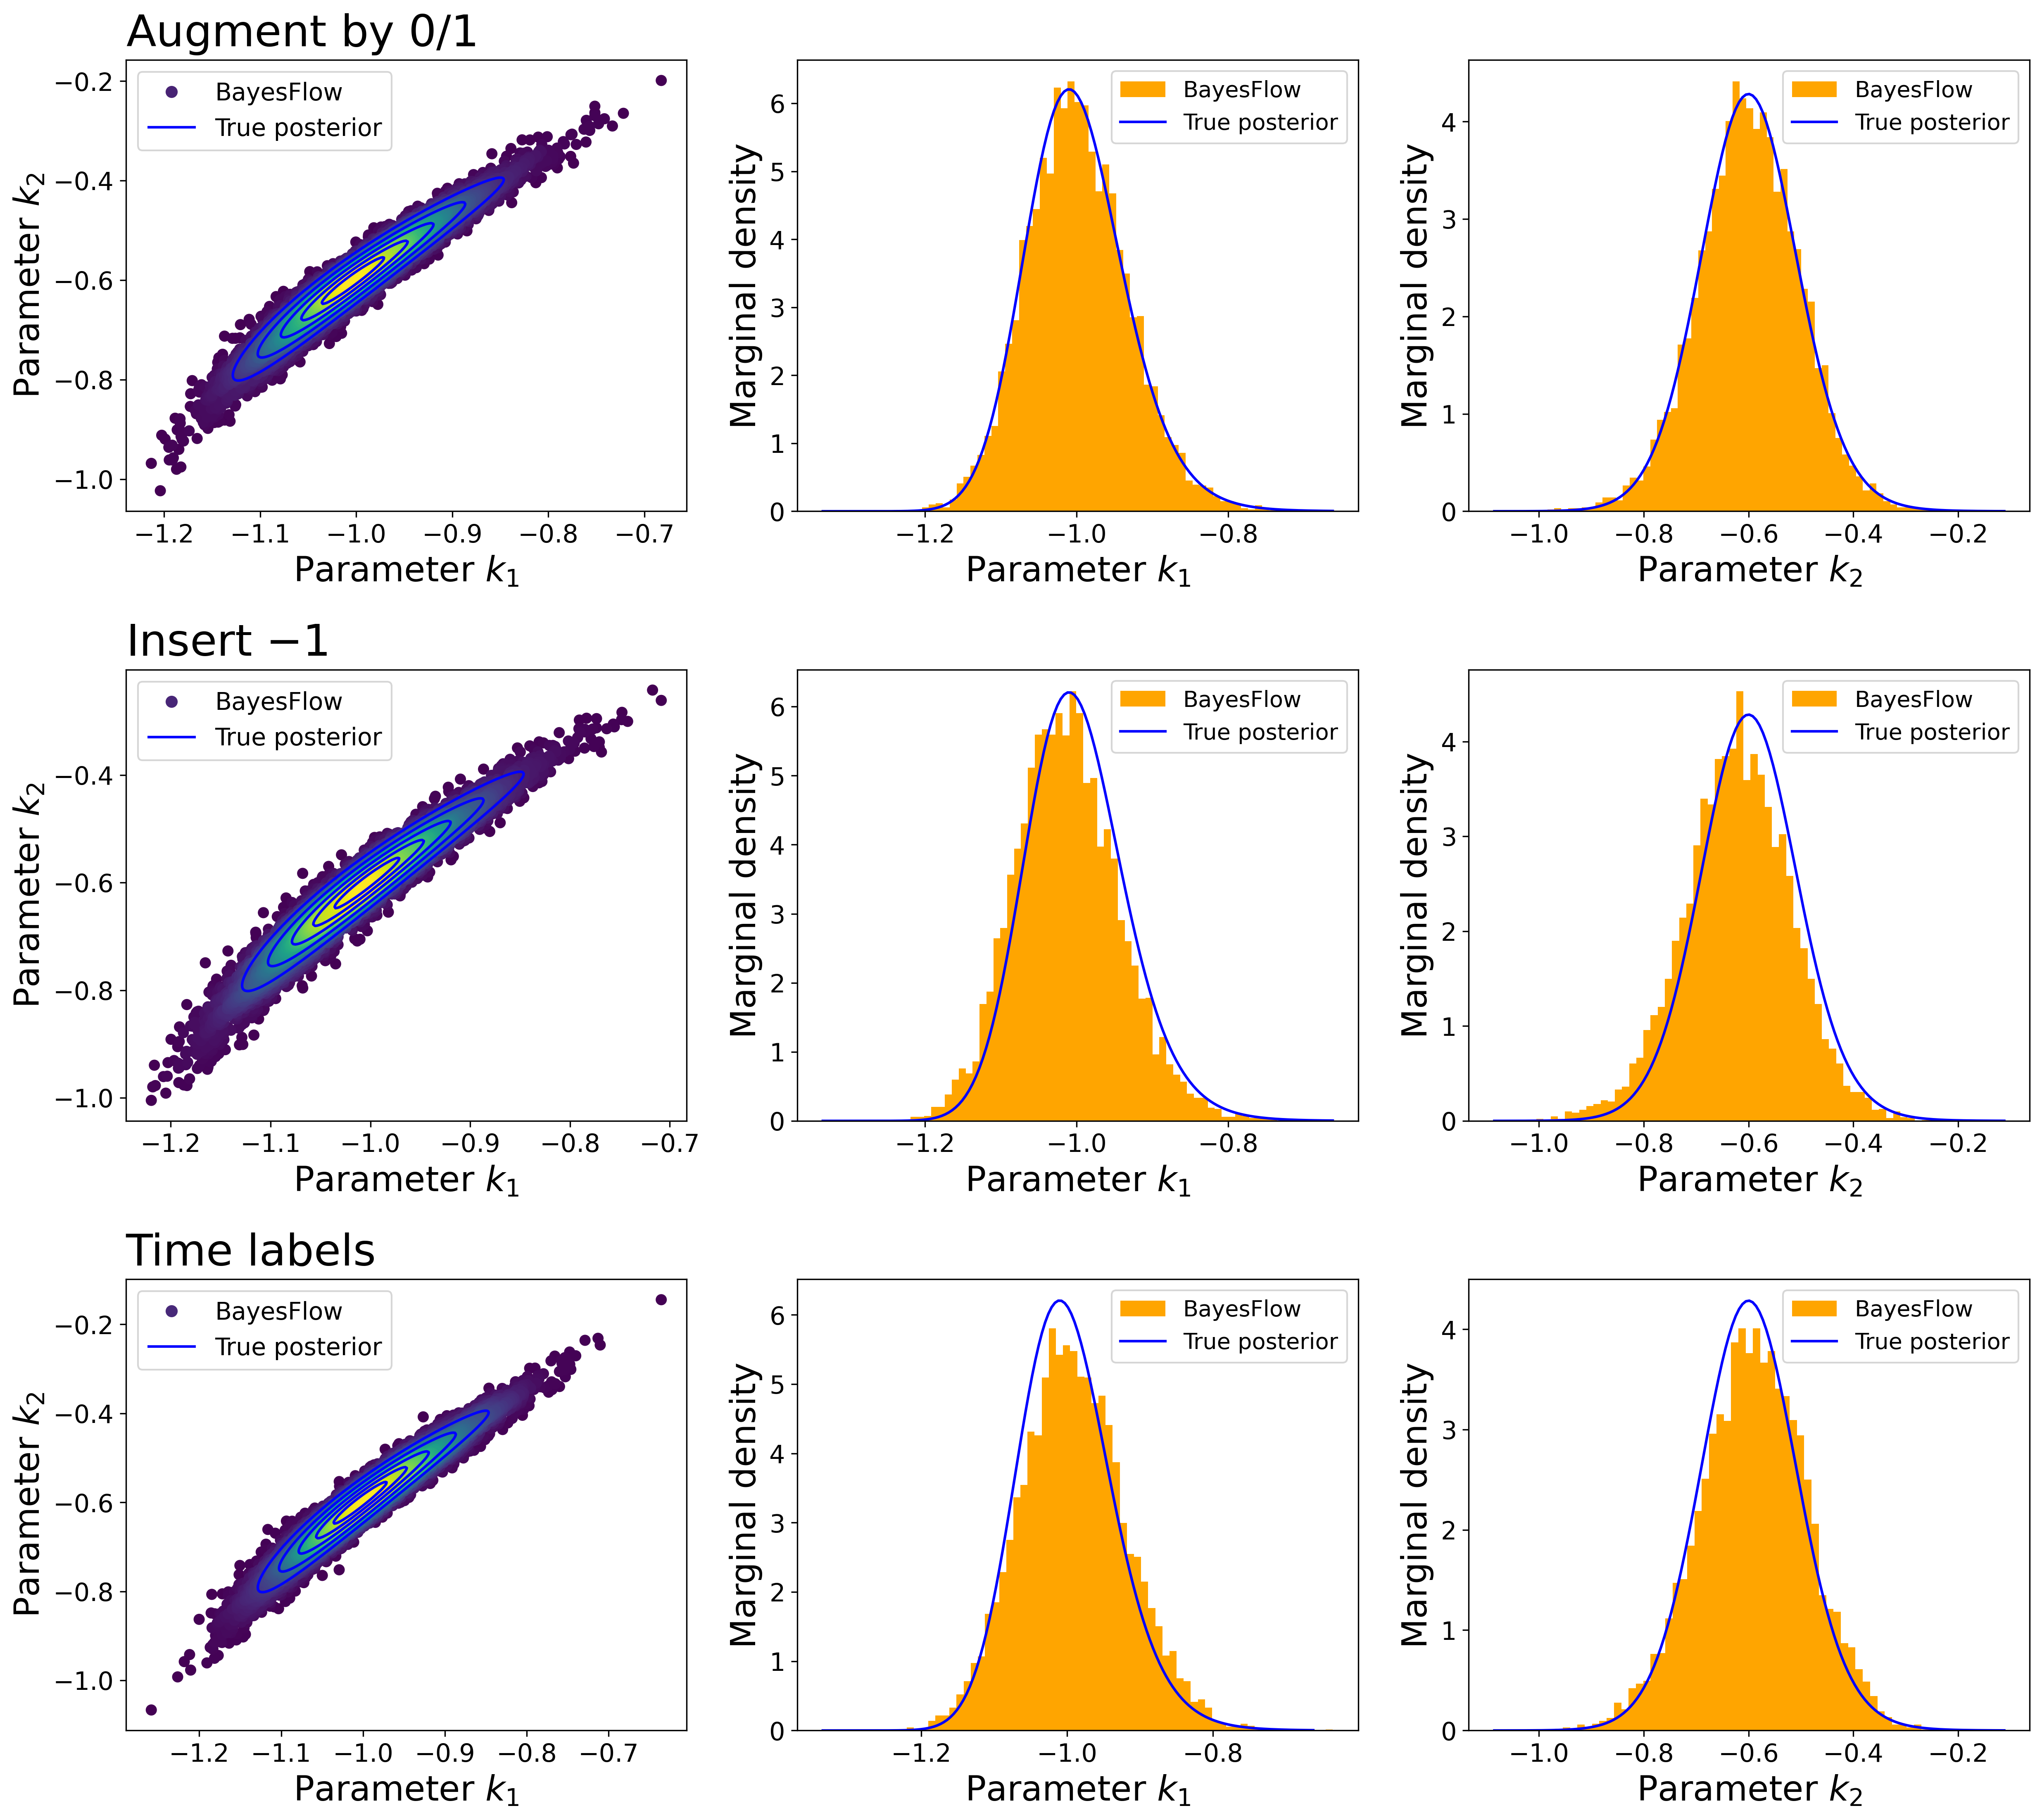 Augment by 0/1
BayesFlow
True posterior
−0.2
−0.4
−0.6
−0.8
−1.0
Parameter k2
−1.2 −1.1 −1.0 −0.9 −0.8 −0.7
Parameter k1
BayesFlow
True posterior
6
5
4
3
2
1
0
Marginal density
−1.2 −1.0 −0.8
Parameter k1
BayesFlow
True posterior
4
3
2
1
0
Marginal density
−1.0 −0.8 −0.6 −0.4 −0.2
Parameter k2
Insert −1
BayesFlow
True posterior
−0.4
−0.6
−0.8
−1.0
Parameter k2
−1.2 −1.1 −1.0 −0.9 −0.8 −0.7
Parameter k1
BayesFlow
True posterior
6
5
4
3
2
1
0
Marginal density
−1.2 −1.0 −0.8
Parameter k1
BayesFlow
True posterior
4
3
2
1
0
Marginal density
−1.0 −0.8 −0.6 −0.4 −0.2
Parameter k2
Time labels
BayesFlow
True posterior
−0.2
−0.4
−0.6
−0.8
−1.0
Parameter k2
−1.2 −1.1 −1.0 −0.9 −0.8 −0.7
Parameter k1
BayesFlow
True posterior
6
5
4
3
2
1
0
Marginal density
−1.2 −1.0 −0.8
Parameter k1
BayesFlow
True posterior
4
3
2
1
0
Marginal density
−1.0 −0.8 −0.6 −0.4 −0.2
Parameter k2